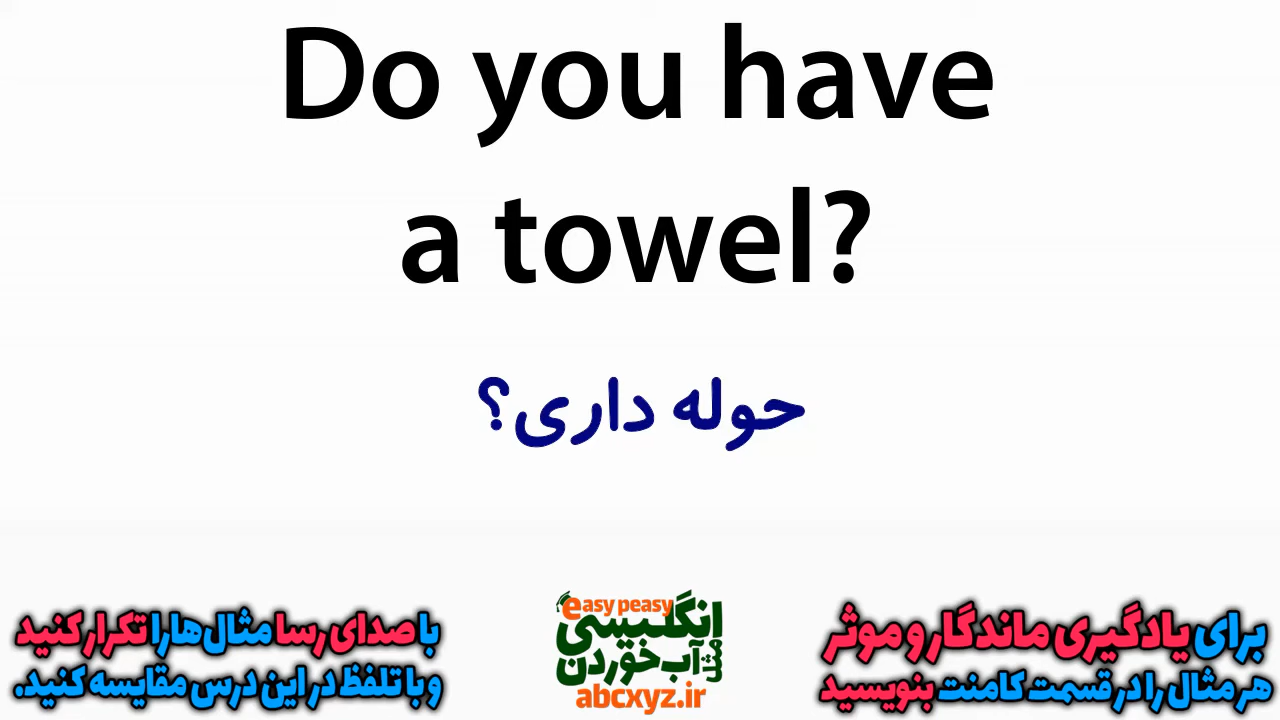 Do you have
a towel?
حوله داری؟
برای یادگیری ماندگار و موثر
هر مثال را در قسمت کامنت بنویسید
easy peasy
انگلیسی
مثل آب خوردن
abcxyz.ir
با صدای رسا مثال‌ها را تکرار کنید
و با تلفظ در این درس مقایسه کنید.